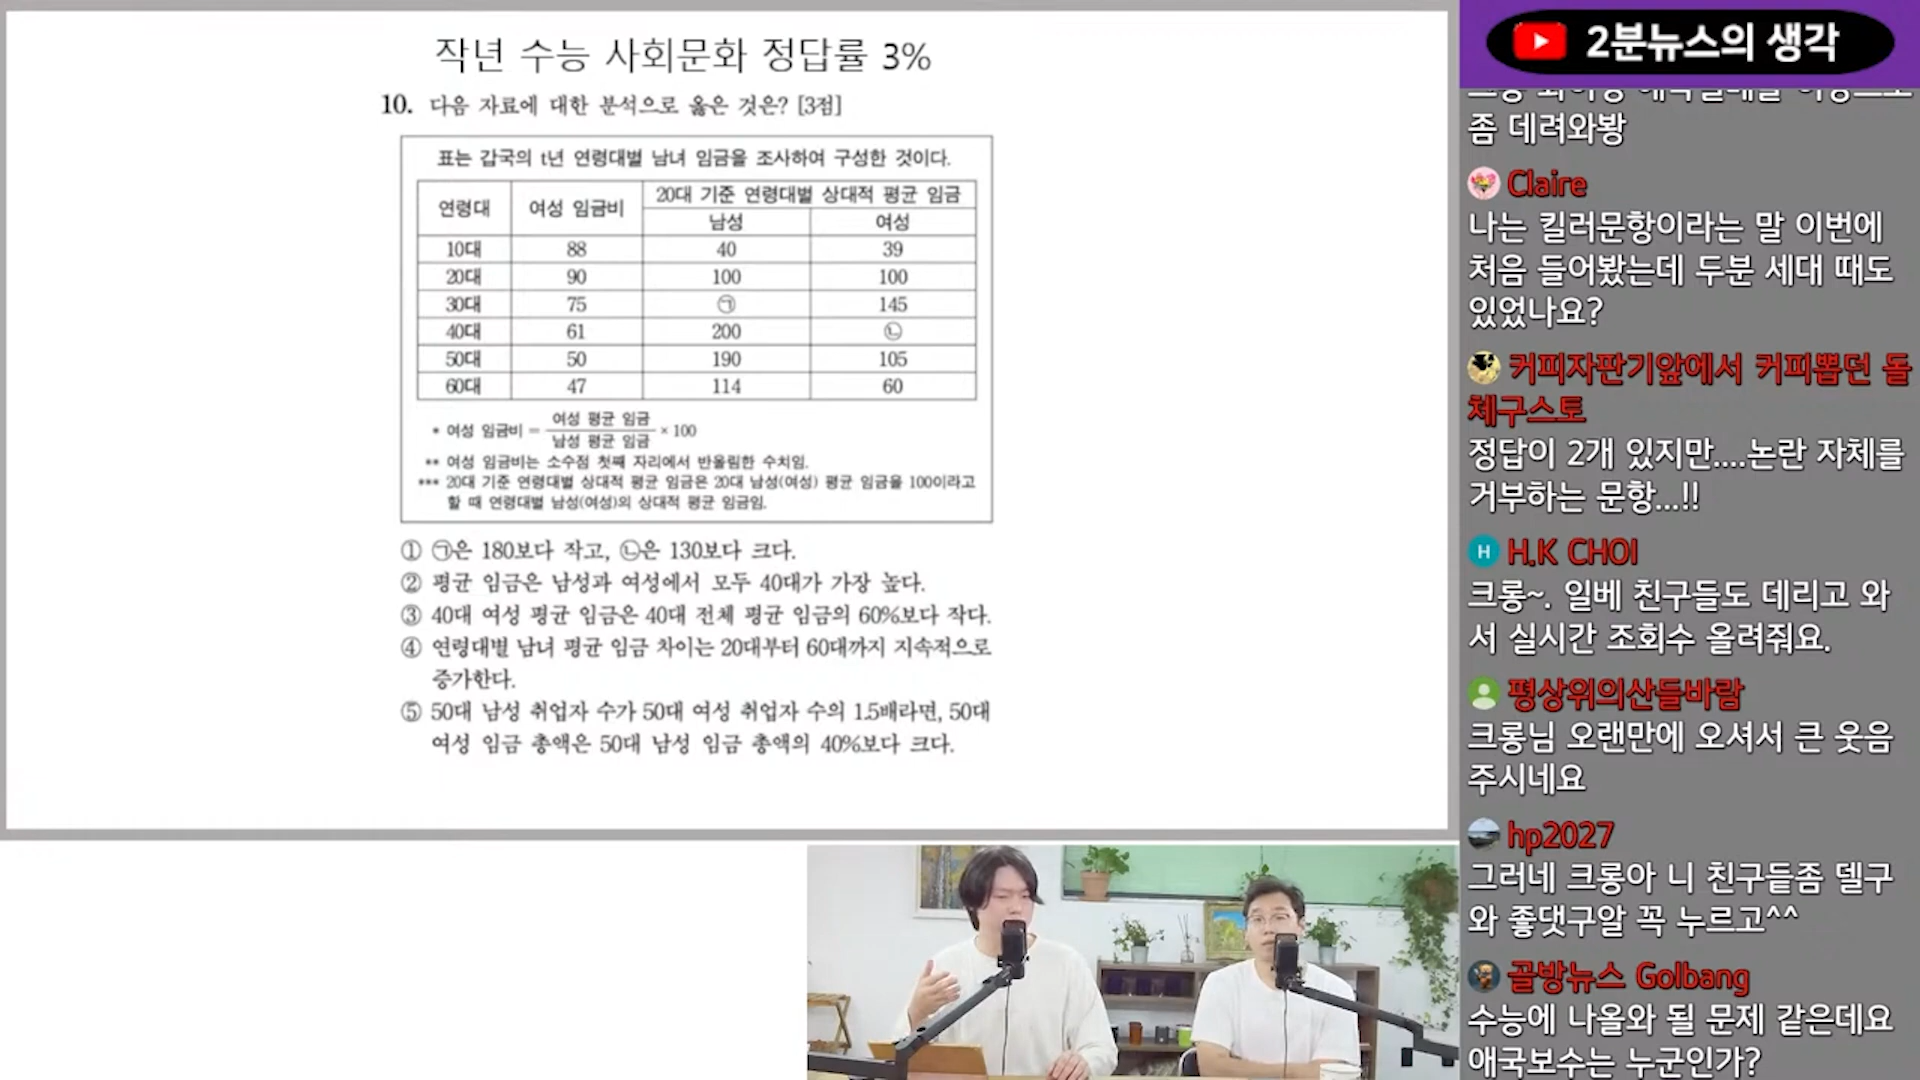 작년 수능 사회문화 정답률 3%
10. 다음 자료에 대한 분석으로 옳은 것은? [3점]
표는 갑국의 t년 연령대별 남녀 임금을 조사하여 구성한 것이다.
연령대 여성 임금비 20대 기준 연령대별 상대적 평균 임금
남성 여성
10대 88 40 39
20대 90 100 100
30대 75 ㉠ 145
40대 61 200 ㉡
50대 50 190 105
60대 47 114 60
* 여성 임금비 = 여성 평균 임금 / 남성 평균 임금 × 100
** 여성 임금비는 소수점 첫째 자리에서 반올림한 수치임.
*** 20대 기준 연령대별 상대적 평균 임금은 20대 남성(여성) 평균 임금을 100이라고
할 때 연령대별 남성(여성)의 상대적 평균 임금임.
① ㉠은 180보다 작고, ㉡은 130보다 크다.
② 평균 임금은 남성과 여성에서 모두 40대가 가장 높다.
③ 40대 여성 평균 임금은 40대 전체 평균 임금의 60%보다 작다.
④ 연령대별 남녀 평균 임금 차이는 20대부터 60대까지 지속적으로
증가한다.
⑤ 50대 남성 취업자 수가 50대 여성 취업자 수의 1.5배라면, 50대
여성 임금 총액은 50대 남성 임금 총액의 40%보다 크다.
2분뉴스의 생각
좀 데려와봥
Claire
나는 킬러문항이라는 말 이번에
처음 들어봤는데 두분 세대 때도
있었나요?
커피자판기앞에서 커피뽑던 돌
체구스토
정답이 2개 있지만....논란 자체를
거부하는 문항...!!
H H.K CHOI
크롱~. 일베 친구들도 데리고 와
서 실시간 조회수 올려줘요.
평상위의산들바람
크롱님 오랜만에 오셔서 큰 웃음
주시네요
hp2027
그러네 크롱아 니 친구듵좀 델구
와 좋댓구알 꼭 누르고^^
골방뉴스 Golbang
수능에 나올와 될 문제 같은데요
애국보수는 누군인가?